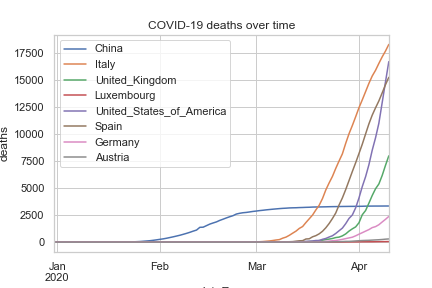 COVID-19 deaths over time
17500
15000
12500
10000
7500
5000
2500
0
deaths
China
Italy
United_Kingdom
Luxembourg
United_States_of_America
Spain
Germany
Austria
Jan
2020
Feb
Mar
Apr